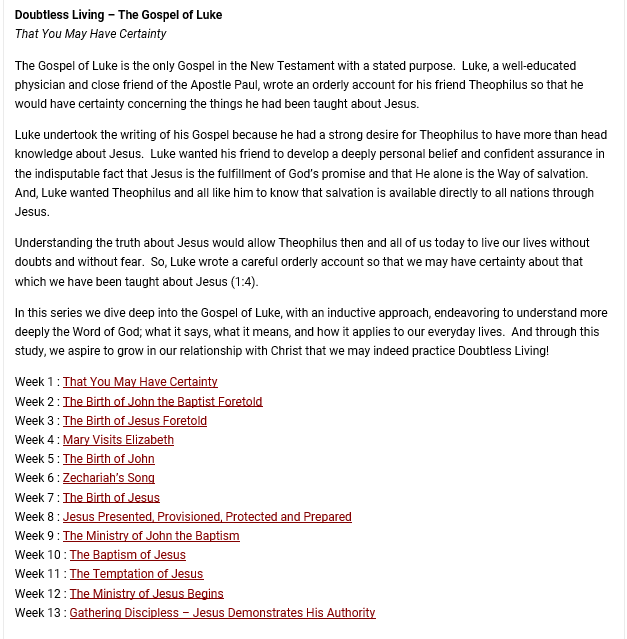 Doubtless Living – The Gospel of Luke
That You May Have Certainty
The Gospel of Luke is the only Gospel in the New Testament with a stated purpose.  Luke, a well-educated
physician and close friend of the Apostle Paul, wrote an orderly account for his friend Theophilus so that he
would have certainty concerning the things he had been taught about Jesus.
Luke undertook the writing of his Gospel because he had a strong desire for Theophilus to have more than head
knowledge about Jesus.  Luke wanted his friend to develop a deeply personal belief and confident assurance in
the indisputable fact that Jesus is the fulfillment of God’s promise and that He alone is the Way of salvation.
And, Luke wanted Theophilus and all like him to know that salvation is available directly to all nations through
Jesus.
Understanding the truth about Jesus would allow Theophilus then and all of us today to live our lives without
doubts and without fear.  So, Luke wrote a careful orderly account so that we may have certainty about that
which we have been taught about Jesus (1:4).
In this series we dive deep into the Gospel of Luke, with an inductive approach, endeavoring to understand more
deeply the Word of God; what it says, what it means, and how it applies to our everyday lives.  And through this
study, we aspire to grow in our relationship with Christ that we may indeed practice Doubtless Living!
Week 1 : That You May Have Certainty
Week 2 : The Birth of John the Baptist Foretold
Week 3 : The Birth of Jesus Foretold
Week 4 : Mary Visits Elizabeth
Week 5 : The Birth of John
Week 6 : Zechariah’s Song
Week 7 : The Birth of Jesus
Week 8 : Jesus Presented, Provisioned, Protected and Prepared
Week 9 : The Ministry of John the Baptism
Week 10 : The Baptism of Jesus
Week 11 : The Temptation of Jesus
Week 12 : The Ministry of Jesus Begins
Week 13 : Gathering Discipless – Jesus Demonstrates His Authority